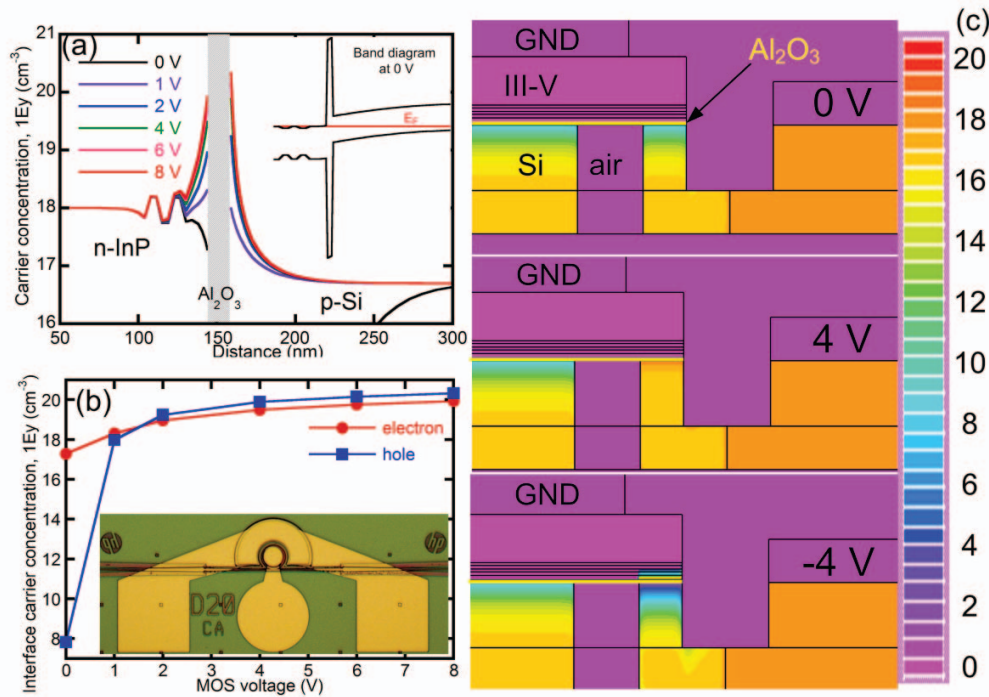 (a)
Carrier concentration, 1Ey (cm⁻³)
21
20
19
18
17
16
0 V
1 V
2 V
4 V
6 V
8 V
Band diagram
at 0 V
E_F
n-InP
Al₂O₃
p-Si
50
100
150
200
250
300
Distance (nm)
(b)
Interface carrier concentration, 1Ey (cm⁻³)
20
18
16
14
12
10
8
electron
hole
hp
hp
D20
CA
0
1
2
3
4
5
6
7
8
MOS voltage (V)
(c)
GND
Al₂O₃
III-V
0 V
Si
air
GND
4 V
GND
-4 V
20
18
16
14
12
10
8
6
4
2
0